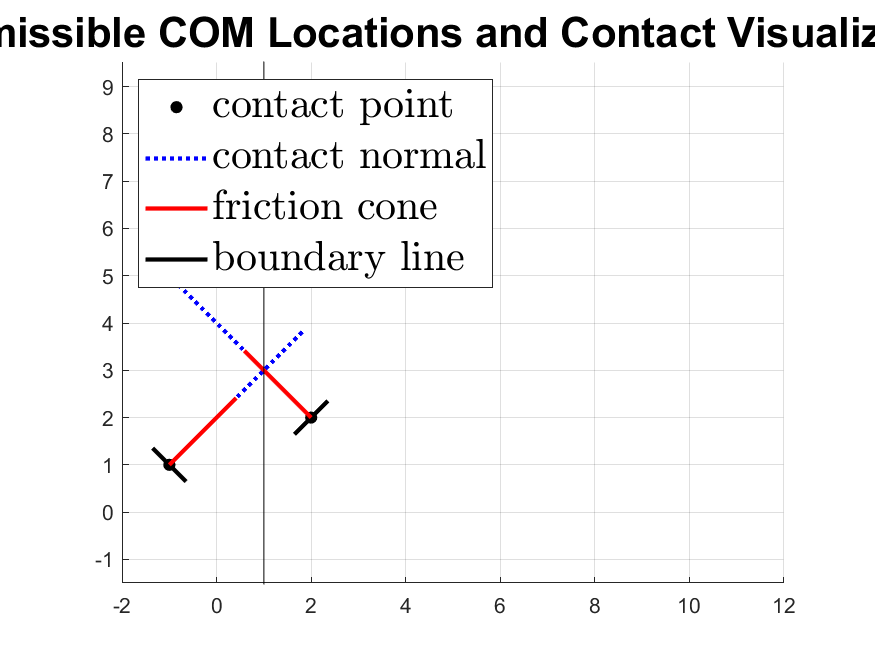 missible COM Locations and Contact Visualiz
9
8
7
6
5
4
3
2
1
0
-1
contact point
contact normal
friction cone
boundary line
-2 0 2 4 6 8 10 12